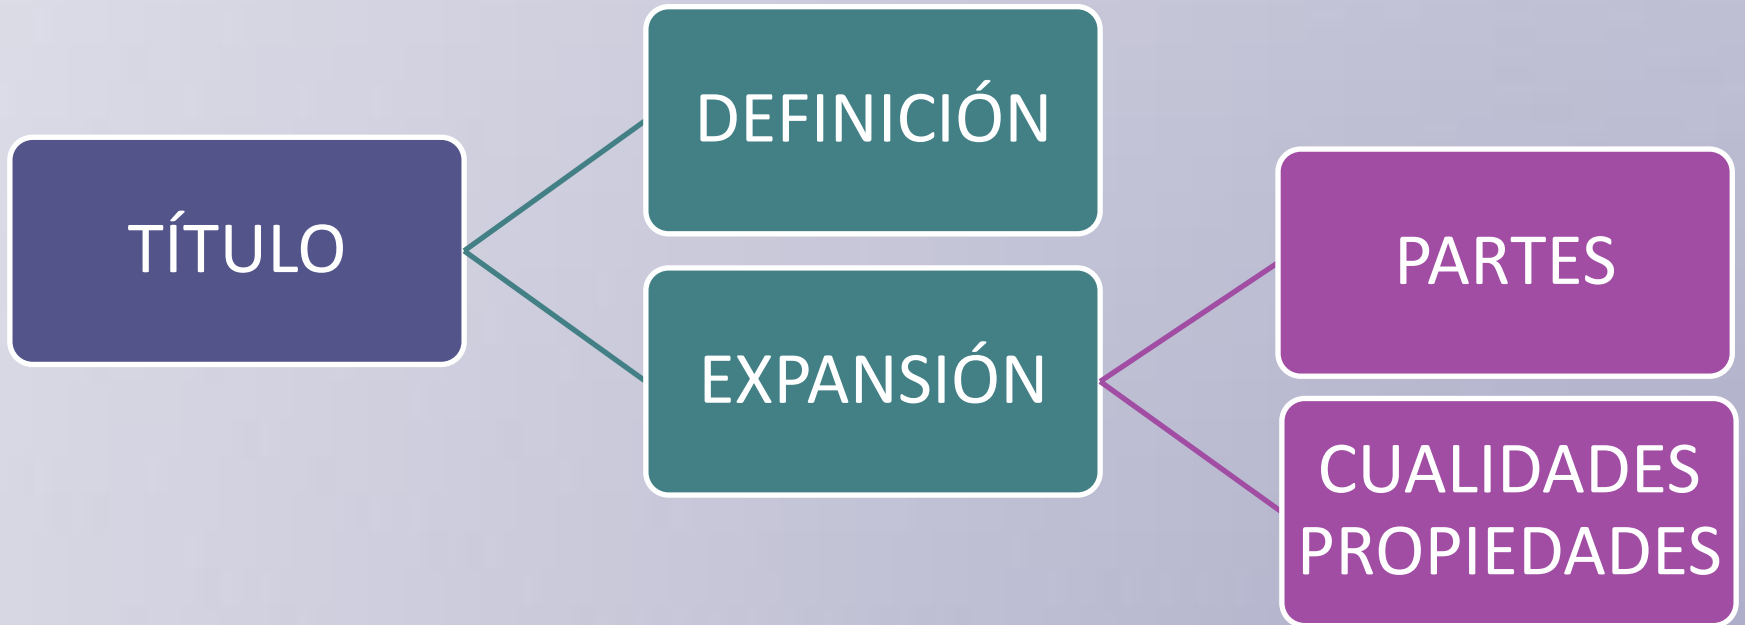 TÍTULO
DEFINICIÓN
EXPANSIÓN
PARTES
CUALIDADES
PROPIEDADES